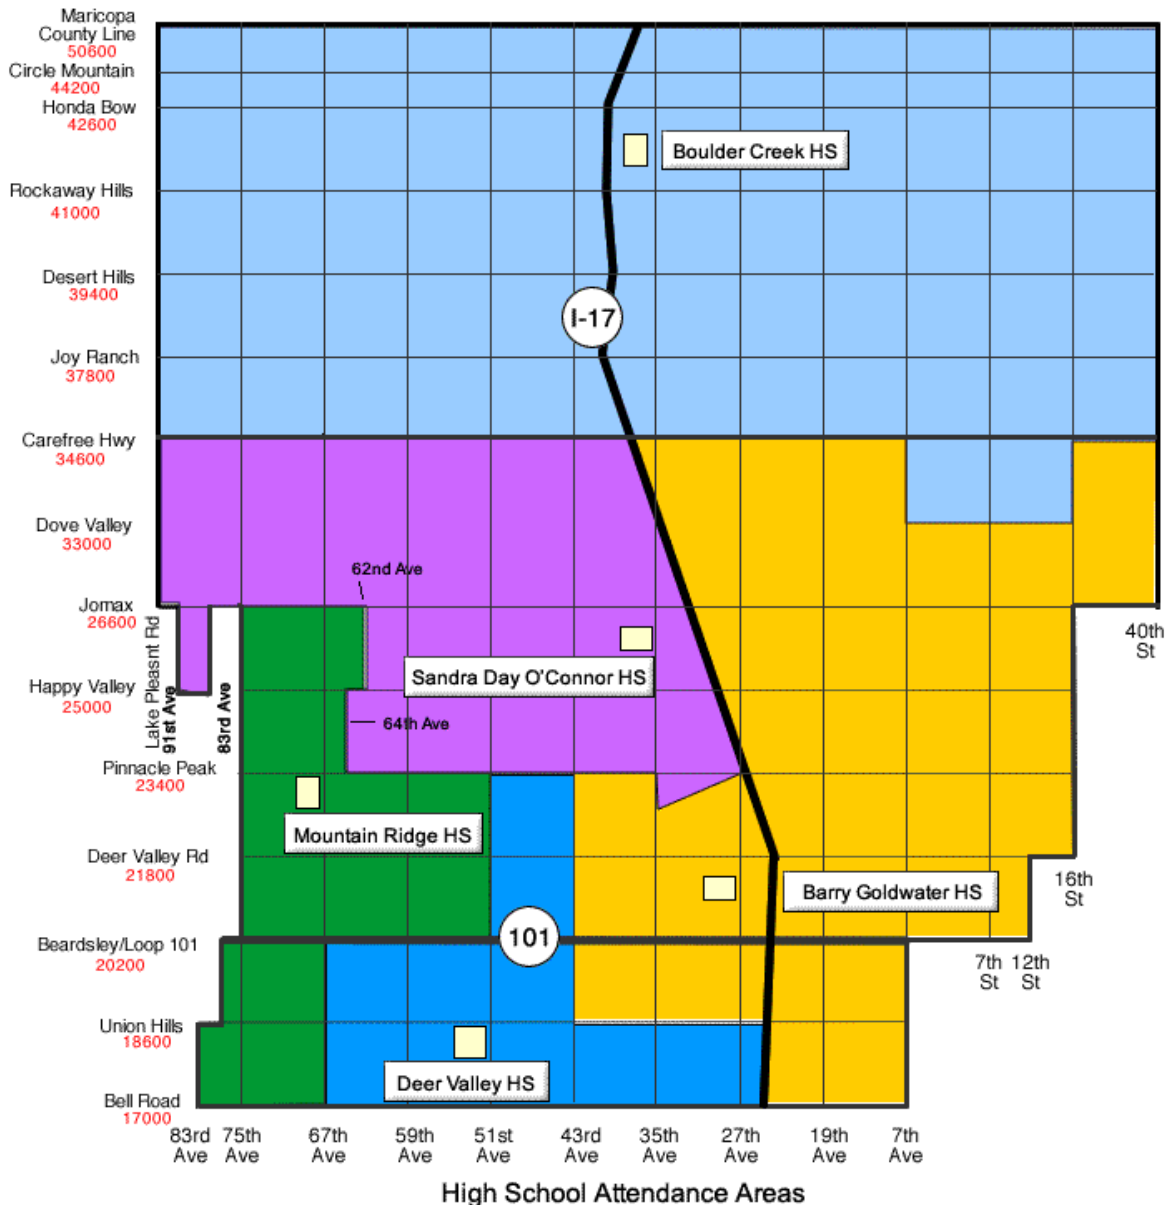 Maricopa
County Line
50600
Circle Mountain
44200
Honda Bow
42600
Boulder Creek HS
Rockaway Hills
41000
Desert Hills
39400
I-17
Joy Ranch
37800
Carefree Hwy
34600
Dove Valley
33000
62nd Ave
Jomax
26600
Lake Pleasnt Rd
91st Ave
83rd Ave
40th
St
Sandra Day O'Connor HS
Happy Valley
25000
64th Ave
Pinnacle Peak
23400
Mountain Ridge HS
Deer Valley Rd
21800
Barry Goldwater HS
16th
St
Beardsley/Loop 101
20200
101
7th
St
12th
St
Union Hills
18600
Deer Valley HS
Bell Road
17000
83rd
Ave
75th
Ave
67th
Ave
59th
Ave
51st
Ave
43rd
Ave
35th
Ave
27th
Ave
19th
Ave
7th
Ave
High School Attendance Areas